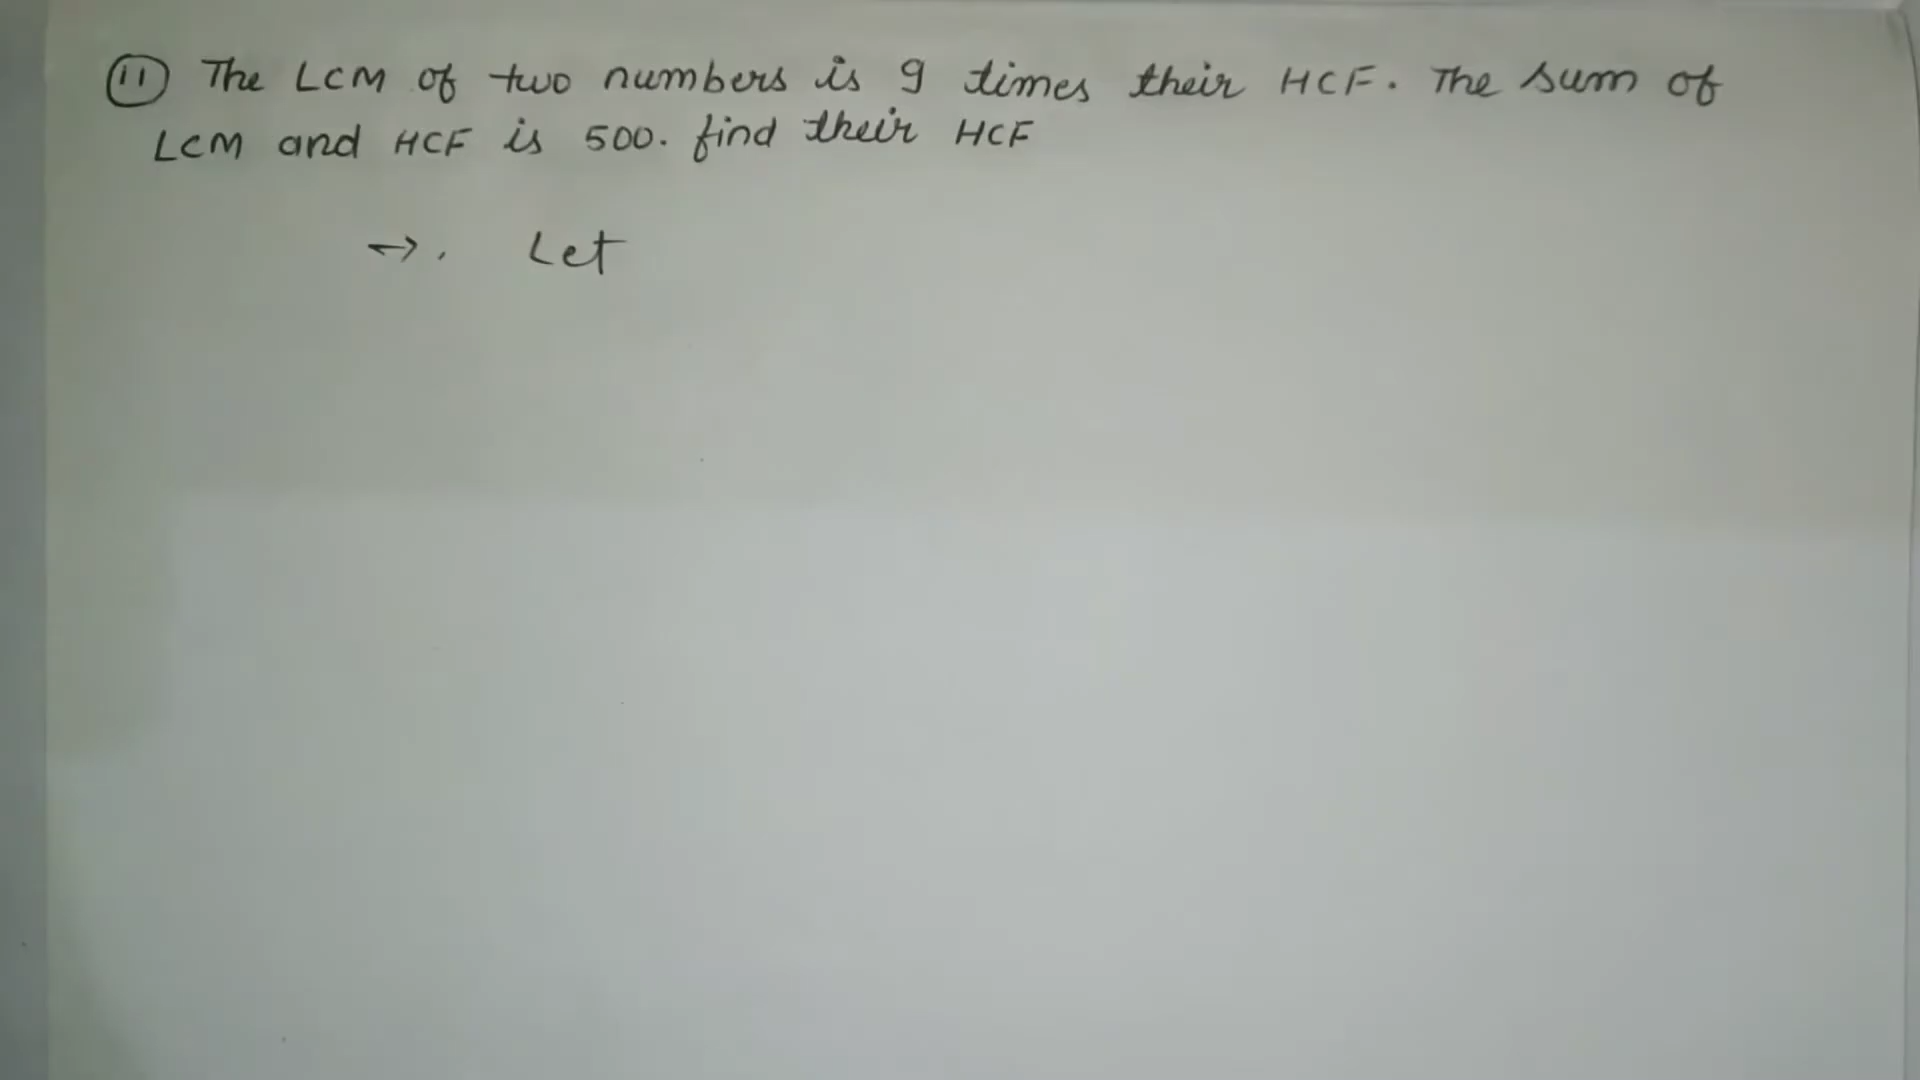 11 The LCM of two numbers is 9 times their HCF. The sum of
LCM and HCF is 500. find their HCF
→. Let